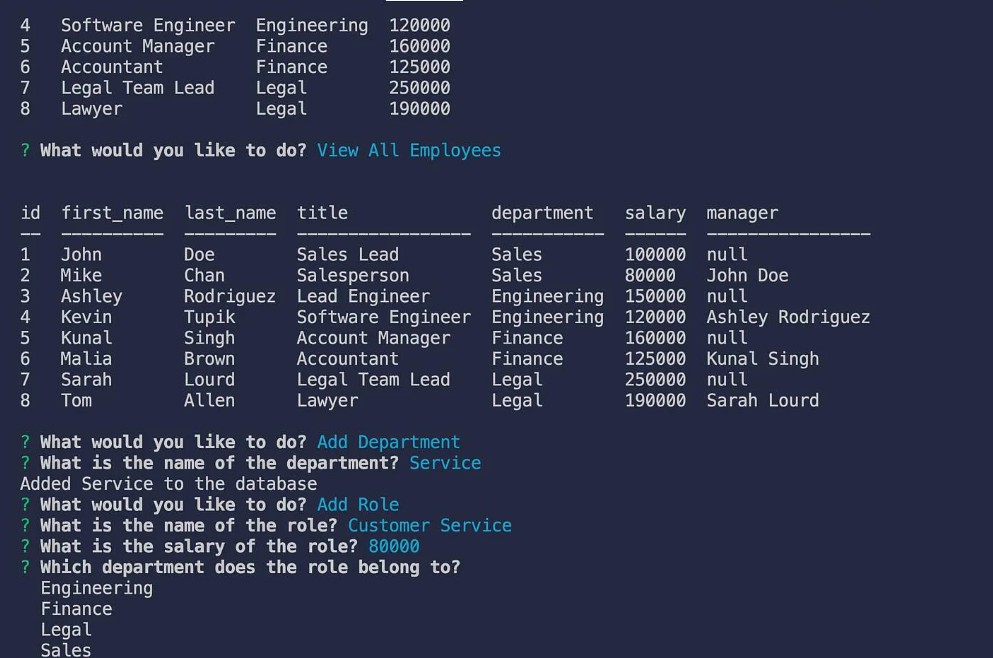 4   Software Engineer  Engineering  120000
5   Account Manager    Finance      160000
6   Accountant         Finance      125000
7   Legal Team Lead    Legal        250000
8   Lawyer             Legal        190000
? What would you like to do? View All Employees
id  first_name  last_name  title              department   salary  manager
--  ----------  ---------  -----------------  -----------  ------  ----------------
1   John        Doe        Sales Lead         Sales        100000  null
2   Mike        Chan       Salesperson        Sales        80000   John Doe
3   Ashley      Rodriguez  Lead Engineer      Engineering  150000  null
4   Kevin       Tupik      Software Engineer  Engineering  120000  Ashley Rodriguez
5   Kunal       Singh      Account Manager    Finance      160000  null
6   Malia       Brown      Accountant         Finance      125000  Kunal Singh
7   Sarah       Lourd      Legal Team Lead    Legal        250000  null
8   Tom         Allen      Lawyer             Legal        190000  Sarah Lourd
? What would you like to do? Add Department
? What is the name of the department? Service
Added Service to the database
? What would you like to do? Add Role
? What is the name of the role? Customer Service
? What is the salary of the role? 80000
? Which department does the role belong to?
  Engineering
  Finance
  Legal
  Sales